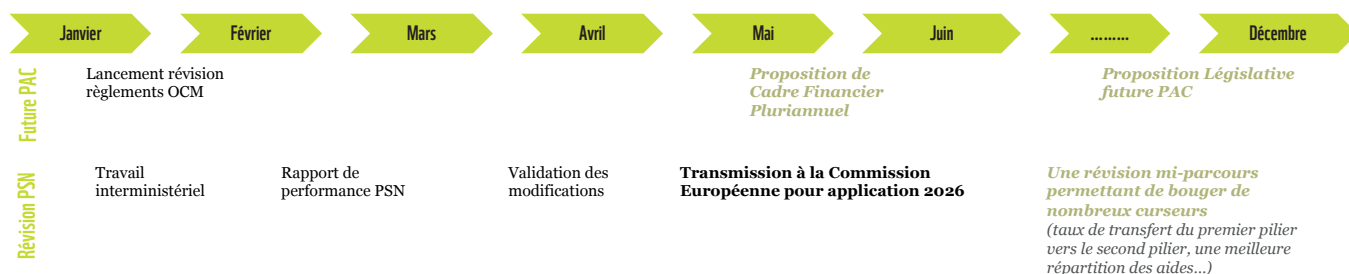 Janvier
Février
Mars
Avril
Mai
Juin
.........
Décembre
Future PAC
Lancement révision
règlements OCM
Proposition de
Cadre Financier
Pluriannuel
Proposition Législative
future PAC
Révision PSN
Travail
interministériel
Rapport de
performance PSN
Validation des
modifications
Transmission à la Commission
Européenne pour application 2026
Une révision mi-parcours
permettant de bouger de
nombreux curseurs
(taux de transfert du premier pilier
vers le second pilier, une meilleure
répartition des aides...)